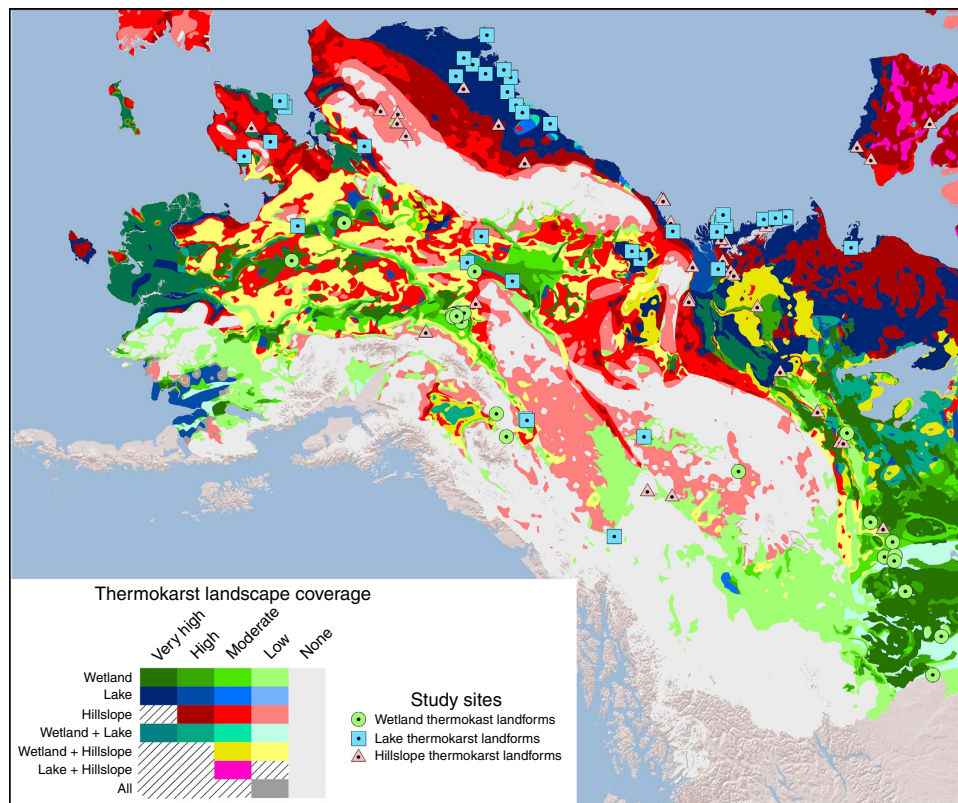 Thermokarst landscape coverage
Very high
High
Moderate
Low
None
Wetland
Lake
Hillslope
Wetland + Lake
Wetland + Hillslope
Lake + Hillslope
All
Study sites
Wetland thermokast landforms
Lake thermokarst landforms
Hillslope thermokarst landforms